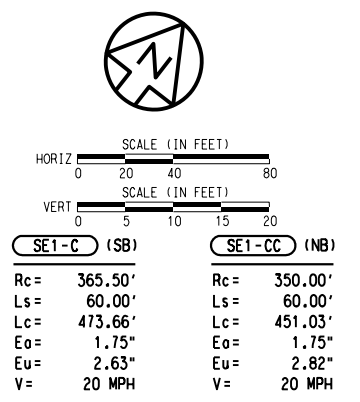 N
SCALE (IN FEET)
HORIZ
0 20 40 80
SCALE (IN FEET)
VERT
0 5 10 15 20
SE1-C (SB) SE1-CC (NB)
Rc= 365.50' Rc= 350.00'
Ls= 60.00' Ls= 60.00'
Lc= 473.66' Lc= 451.03'
Ea= 1.75" Ea= 1.75"
Eu= 2.63" Eu= 2.82"
V= 20 MPH V= 20 MPH